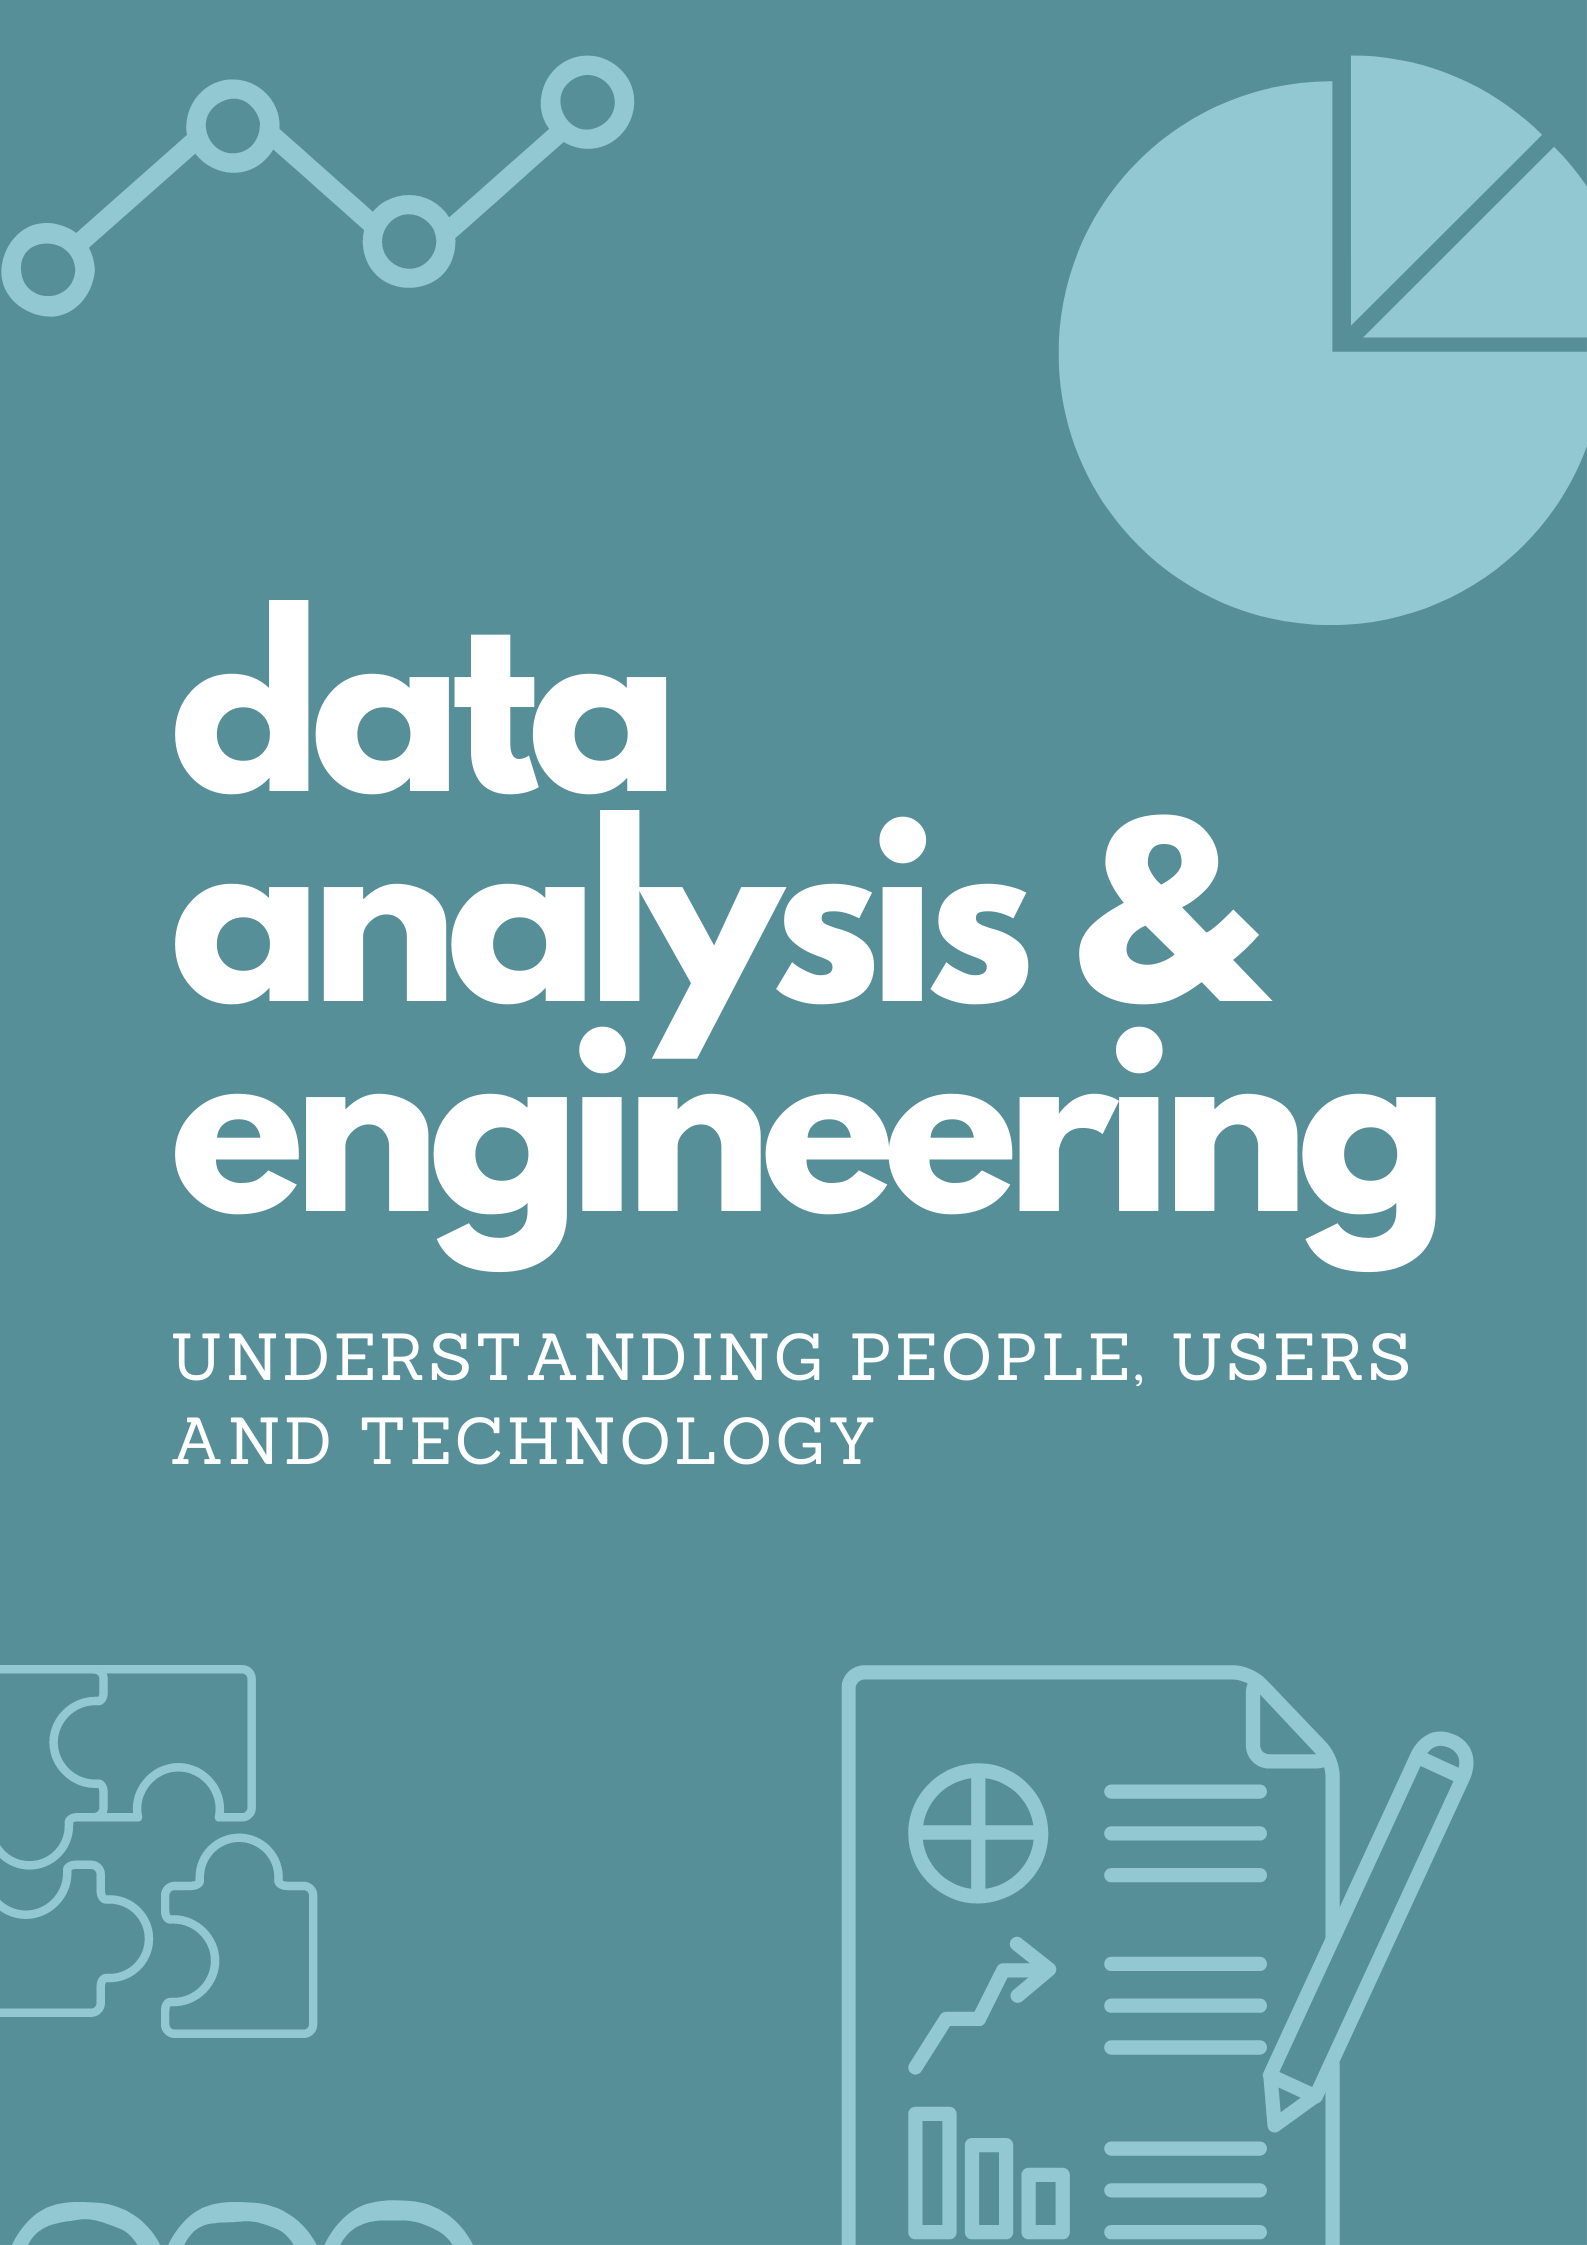 data
analysis &
engineering
UNDERSTANDING PEOPLE, USERS
AND TECHNOLOGY